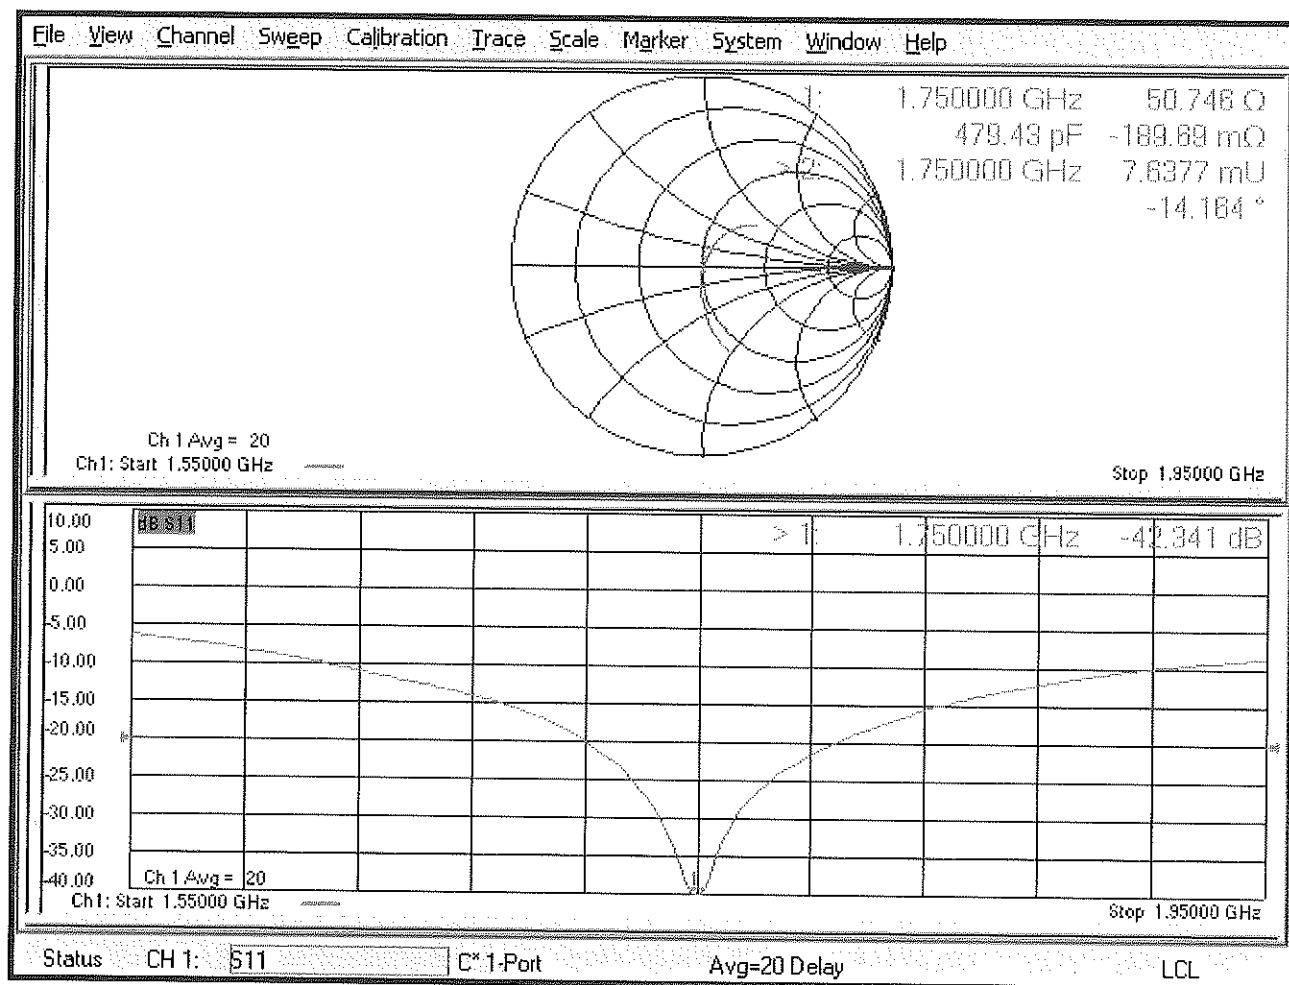 File View Channel Sweep Calibration Trace Scale Marker System Window Help
1: 1.750000 GHz 50.746 Ω
479.43 pF -189.69 mΩ
> 2: 1.750000 GHz 7.6377 mU
-14.164 °
Ch 1 Avg = 20
Ch1: Start 1.55000 GHz
Stop 1.95000 GHz
10.00
dB S11
> 1: 1.750000 GHz -42.341 dB
5.00
0.00
-5.00
-10.00
-15.00
-20.00
-25.00
-30.00
-35.00
-40.00
Ch 1 Avg = 20
Ch1: Start 1.55000 GHz
Stop 1.95000 GHz
Status CH 1: S11 C* 1-Port Avg=20 Delay LCL